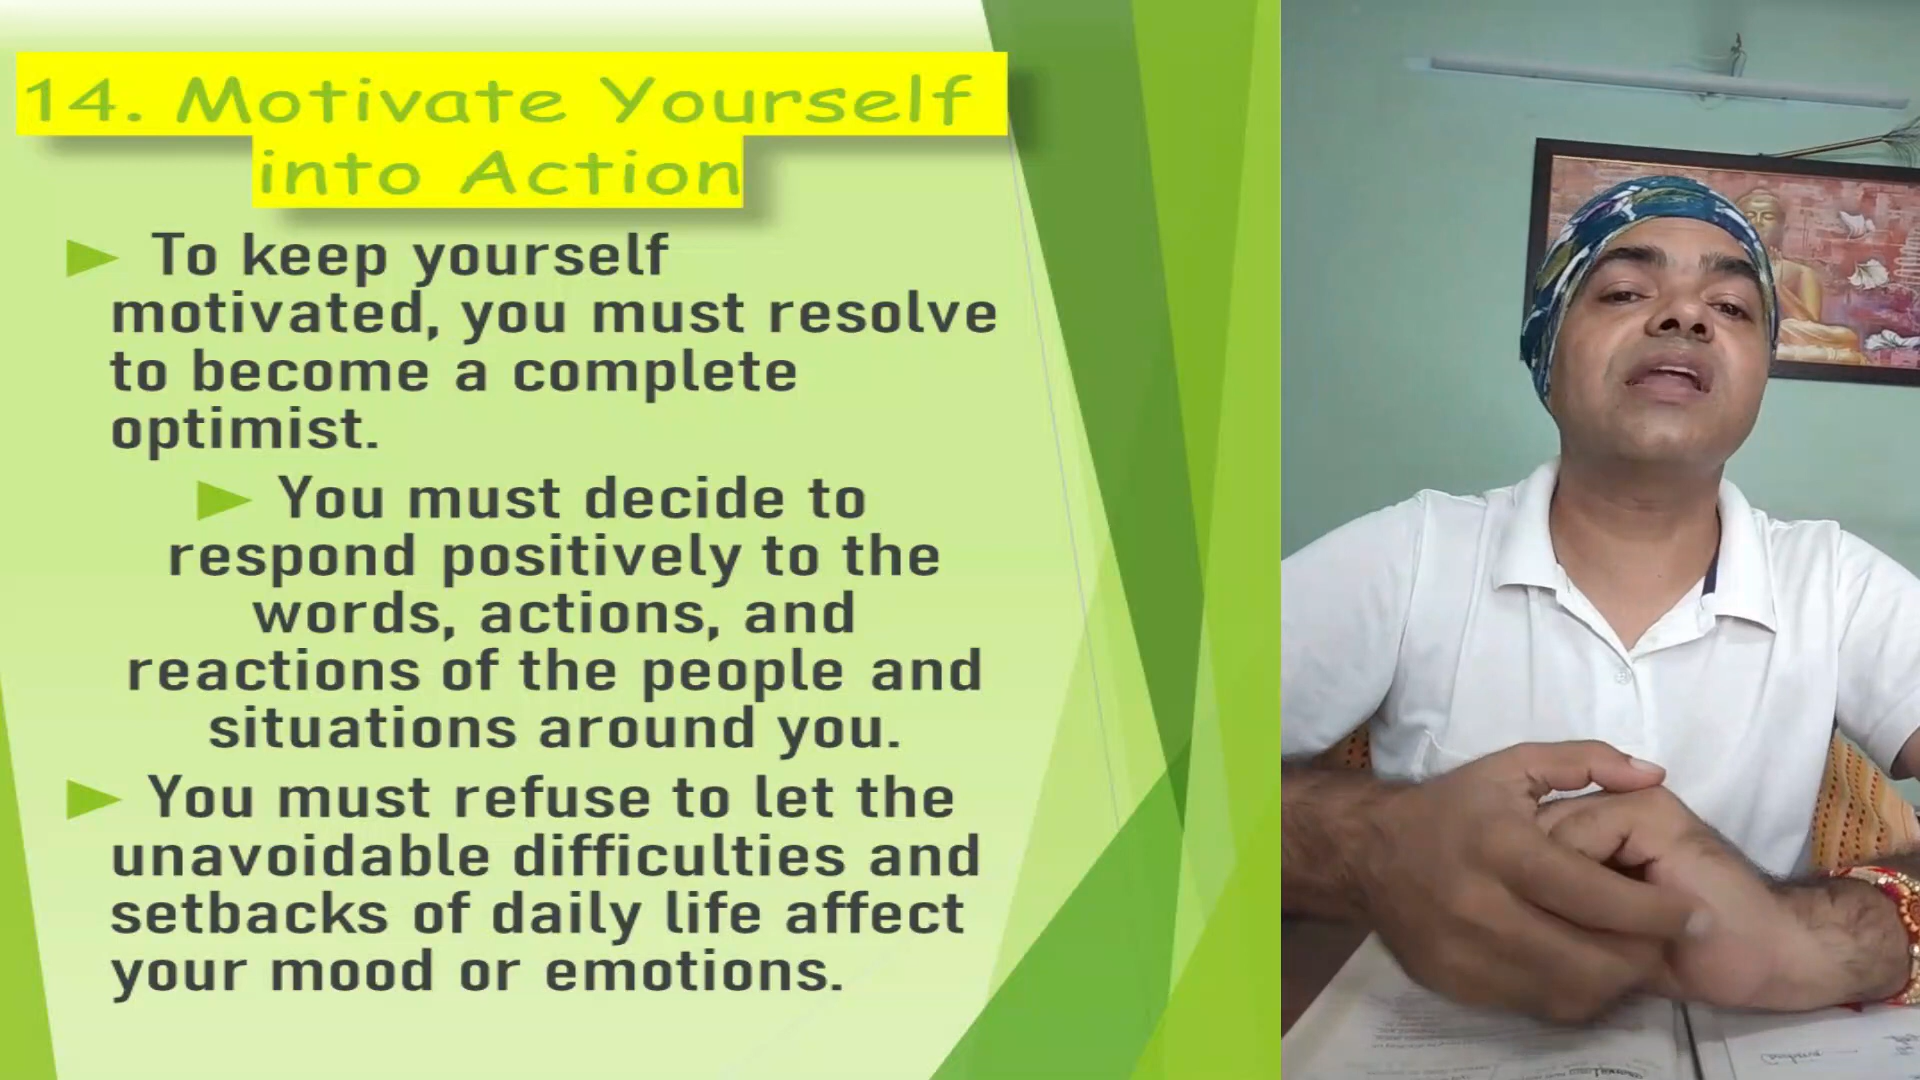 14. Motivate Yourself
into Action
To keep yourself
motivated, you must resolve
to become a complete
optimist.
You must decide to
respond positively to the
words, actions, and
reactions of the people and
situations around you.
You must refuse to let the
unavoidable difficulties and
setbacks of daily life affect
your mood or emotions.